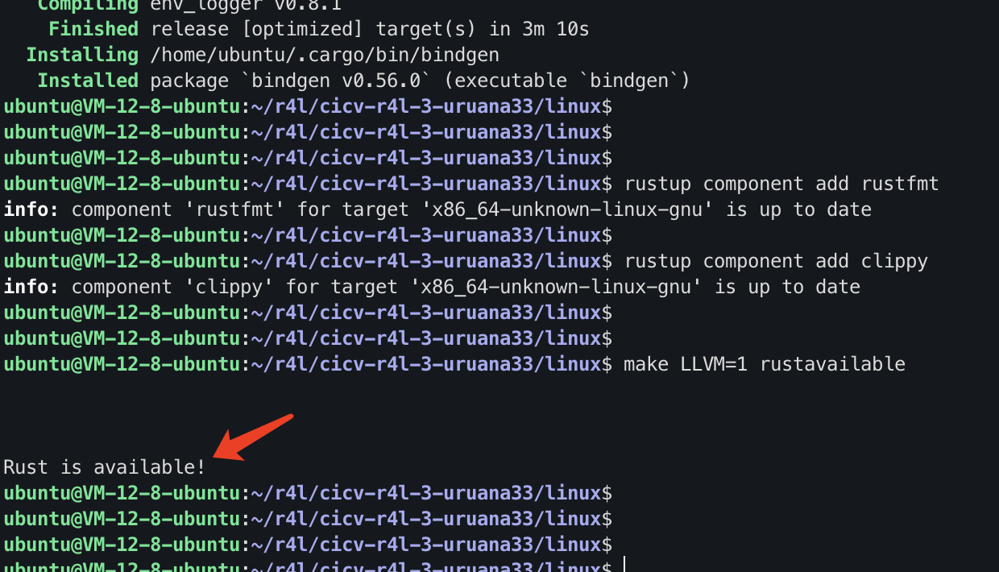 Compiling env_logger v0.8.1
Finished release [optimized] target(s) in 3m 10s
Installing /home/ubuntu/.cargo/bin/bindgen
Installed package `bindgen v0.56.0` (executable `bindgen`)
ubuntu@VM-12-8-ubuntu:~/r4l/cicv-r4l-3-uruana33/linux$
ubuntu@VM-12-8-ubuntu:~/r4l/cicv-r4l-3-uruana33/linux$
ubuntu@VM-12-8-ubuntu:~/r4l/cicv-r4l-3-uruana33/linux$
ubuntu@VM-12-8-ubuntu:~/r4l/cicv-r4l-3-uruana33/linux$ rustup component add rustfmt
info: component 'rustfmt' for target 'x86_64-unknown-linux-gnu' is up to date
ubuntu@VM-12-8-ubuntu:~/r4l/cicv-r4l-3-uruana33/linux$
ubuntu@VM-12-8-ubuntu:~/r4l/cicv-r4l-3-uruana33/linux$ rustup component add clippy
info: component 'clippy' for target 'x86_64-unknown-linux-gnu' is up to date
ubuntu@VM-12-8-ubuntu:~/r4l/cicv-r4l-3-uruana33/linux$
ubuntu@VM-12-8-ubuntu:~/r4l/cicv-r4l-3-uruana33/linux$
ubuntu@VM-12-8-ubuntu:~/r4l/cicv-r4l-3-uruana33/linux$ make LLVM=1 rustavailable
Rust is available!
ubuntu@VM-12-8-ubuntu:~/r4l/cicv-r4l-3-uruana33/linux$
ubuntu@VM-12-8-ubuntu:~/r4l/cicv-r4l-3-uruana33/linux$
ubuntu@VM-12-8-ubuntu:~/r4l/cicv-r4l-3-uruana33/linux$
ubuntu@VM-12-8-ubuntu:~/r4l/cicv-r4l-3-uruana33/linux$